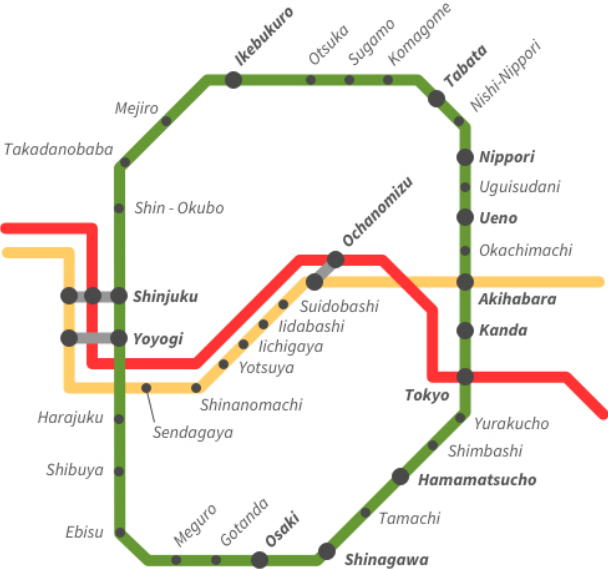 Ikebukuro
Otsuka
Sugamo
Komagome
Tabata
Nishi-Nippori
Mejiro
Takadanobaba
Nippori
Uguisudani
Shin - Okubo
Ochanomizu
Ueno
Okachimachi
Shinjuku
Suidobashi
Akihabara
Iidabashi
Kanda
Yoyogi
Iichigaya
Yotsuya
Tokyo
Shinanomachi
Harajuku
Sendagaya
Yurakucho
Shimbashi
Shibuya
Hamamatsucho
Tamachi
Ebisu
Meguro
Gotanda
Osaki
Shinagawa